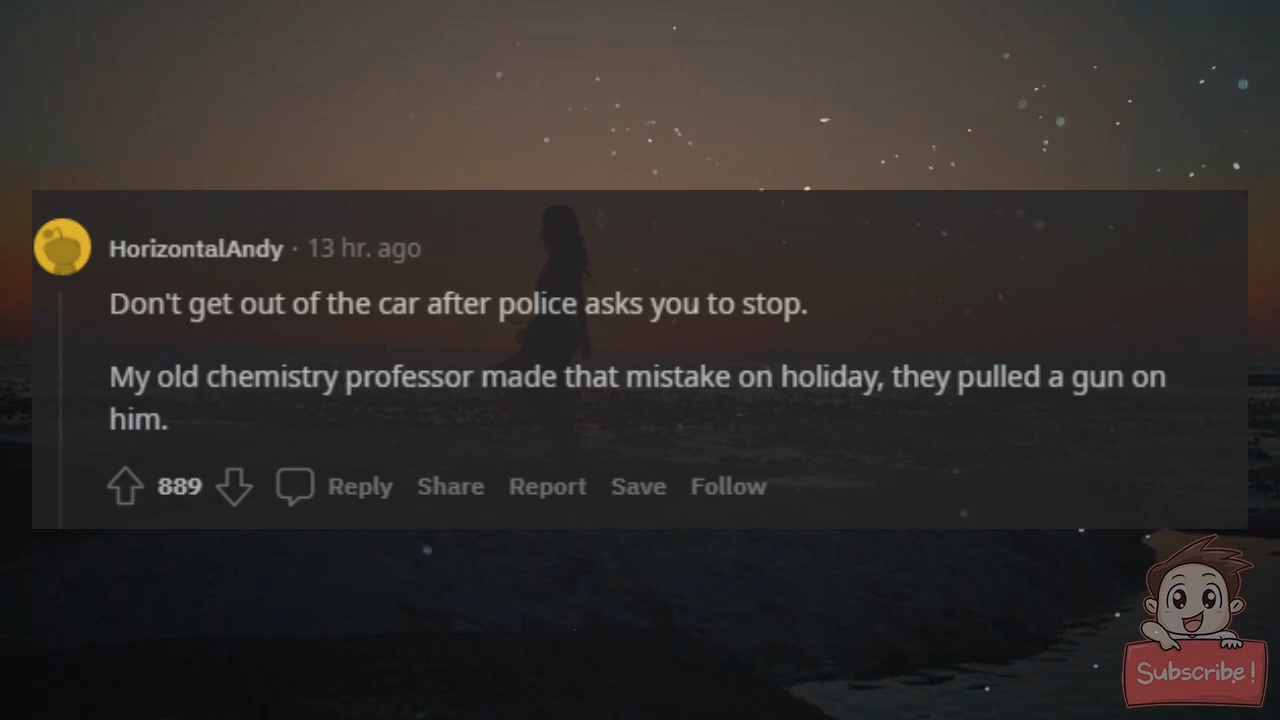 HorizontalAndy · 13 hr. ago
Don't get out of the car after police asks you to stop.
My old chemistry professor made that mistake on holiday, they pulled a gun on
him.
889 Reply Share Report Save Follow
Subscribe!